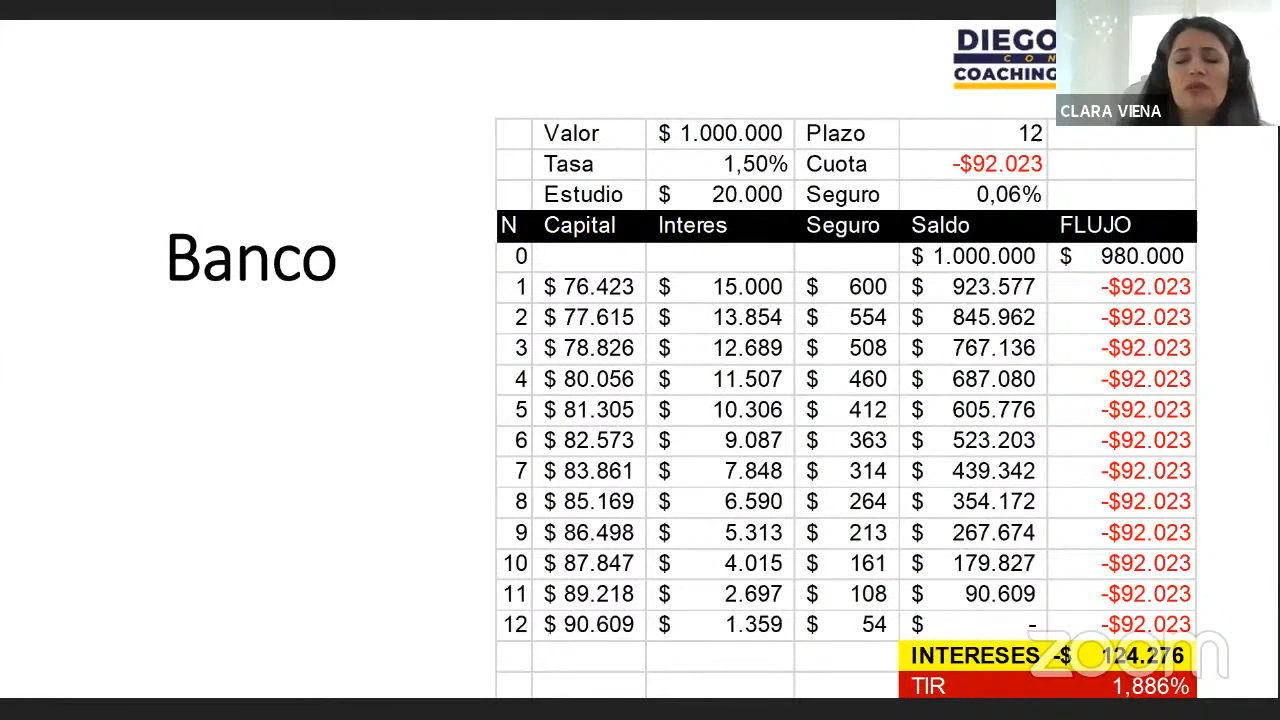 DIEGO
CON
COACHING
CLARA VIENA
Banco
Valor $ 1.000.000 Plazo 12
Tasa 1,50% Cuota -$92.023
Estudio $ 20.000 Seguro 0,06%
N Capital Interes Seguro Saldo FLUJO
0 $ 1.000.000 $ 980.000
1 $ 76.423 $ 15.000 $ 600 $ 923.577 -$92.023
2 $ 77.615 $ 13.854 $ 554 $ 845.962 -$92.023
3 $ 78.826 $ 12.689 $ 508 $ 767.136 -$92.023
4 $ 80.056 $ 11.507 $ 460 $ 687.080 -$92.023
5 $ 81.305 $ 10.306 $ 412 $ 605.776 -$92.023
6 $ 82.573 $ 9.087 $ 363 $ 523.203 -$92.023
7 $ 83.861 $ 7.848 $ 314 $ 439.342 -$92.023
8 $ 85.169 $ 6.590 $ 264 $ 354.172 -$92.023
9 $ 86.498 $ 5.313 $ 213 $ 267.674 -$92.023
10 $ 87.847 $ 4.015 $ 161 $ 179.827 -$92.023
11 $ 89.218 $ 2.697 $ 108 $ 90.609 -$92.023
12 $ 90.609 $ 1.359 $ 54 $ - -$92.023
INTERESES -$ 124.276
zoom
TIR 1,886%